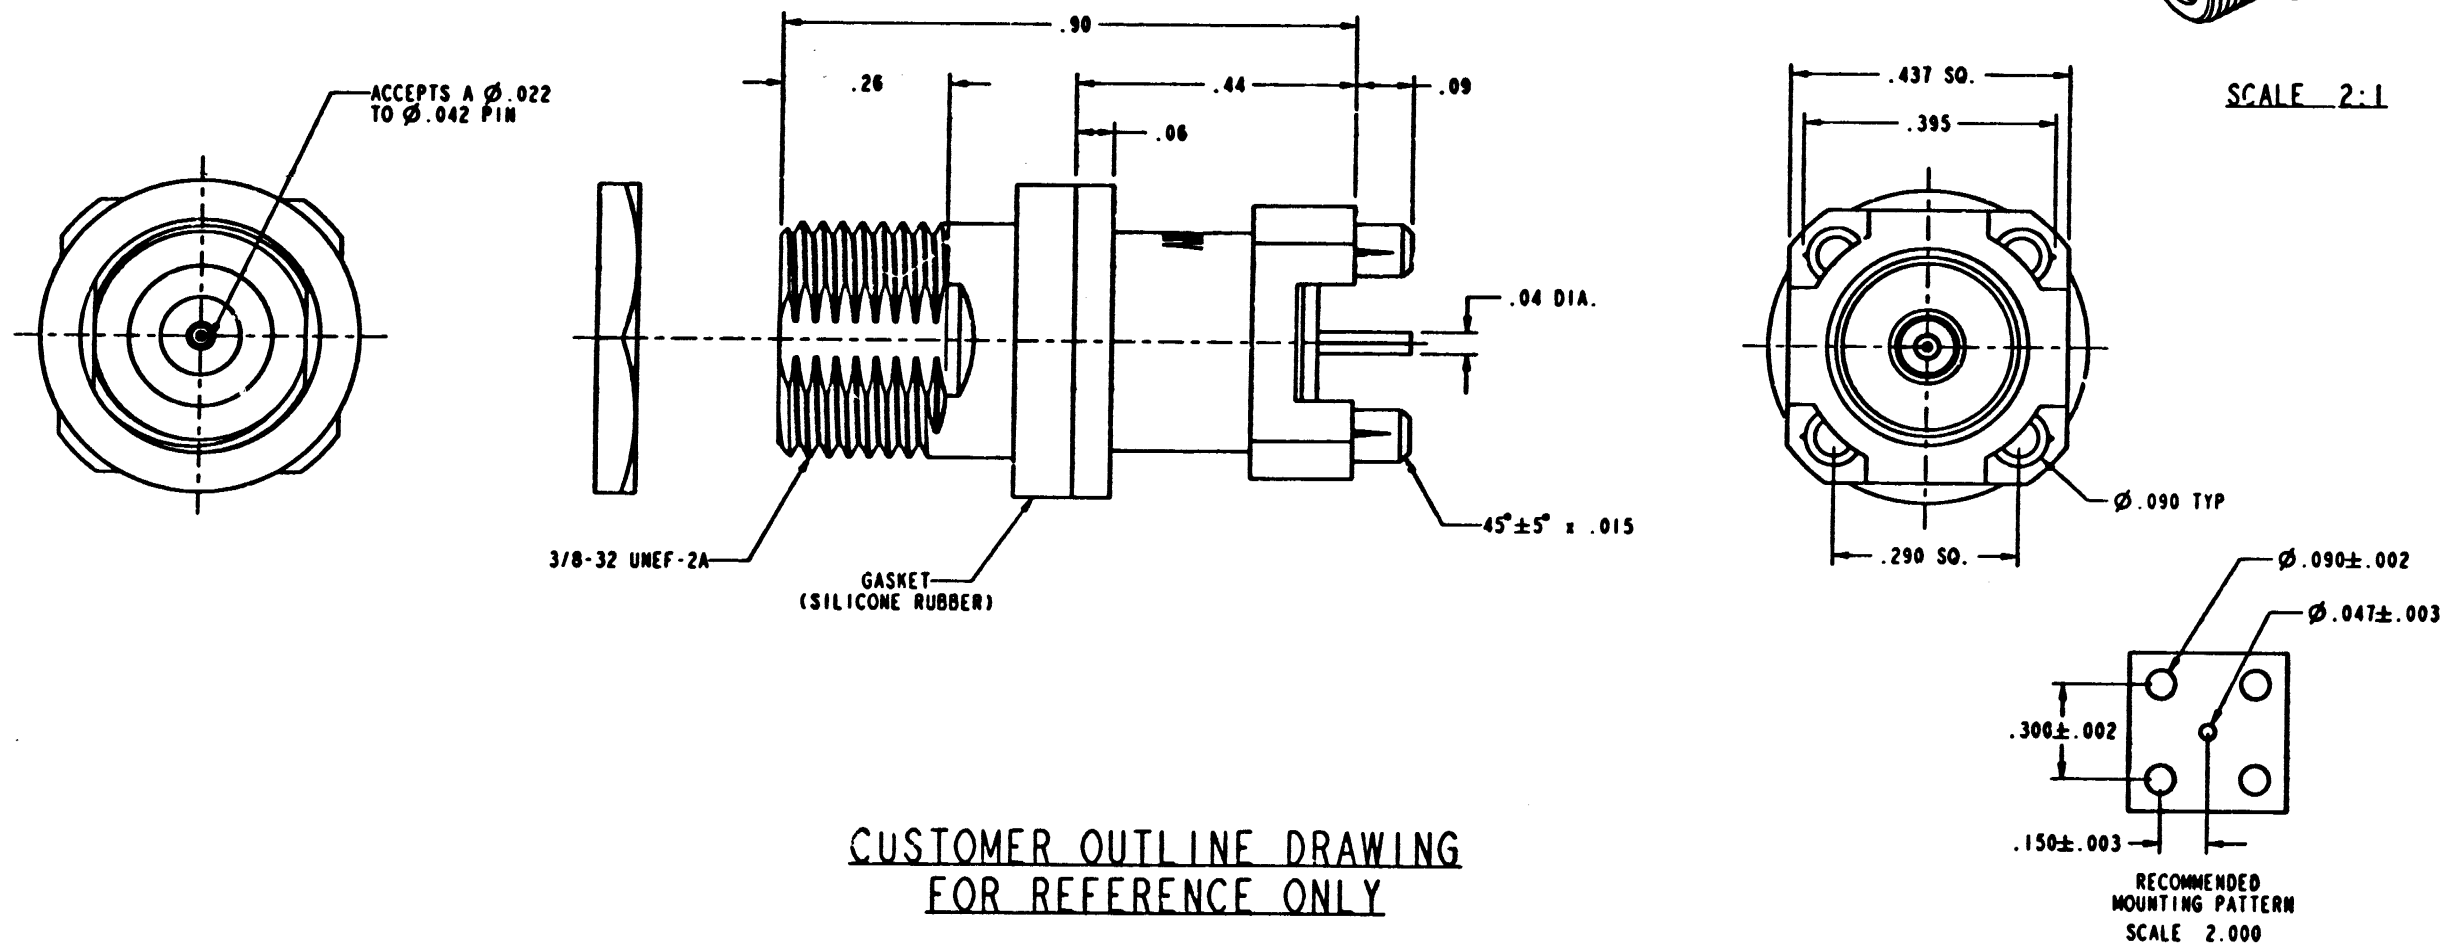 .90
.26
.44
.09
.06
ACCEPTS A Ø.022
TO Ø.042 PIN
.437 SQ.
.395
SCALE 2:1
.04 DIA.
45°±5° x .015
3/8-32 UNEF-2A
GASKET
(SILICONE RUBBER)
Ø.090 TYP
.290 SQ.
Ø.090±.002
Ø.047±.003
.300±.002
.150±.003
RECOMMENDED
MOUNTING PATTERN
SCALE 2.000
CUSTOMER OUTLINE DRAWING
FOR REFERENCE ONLY